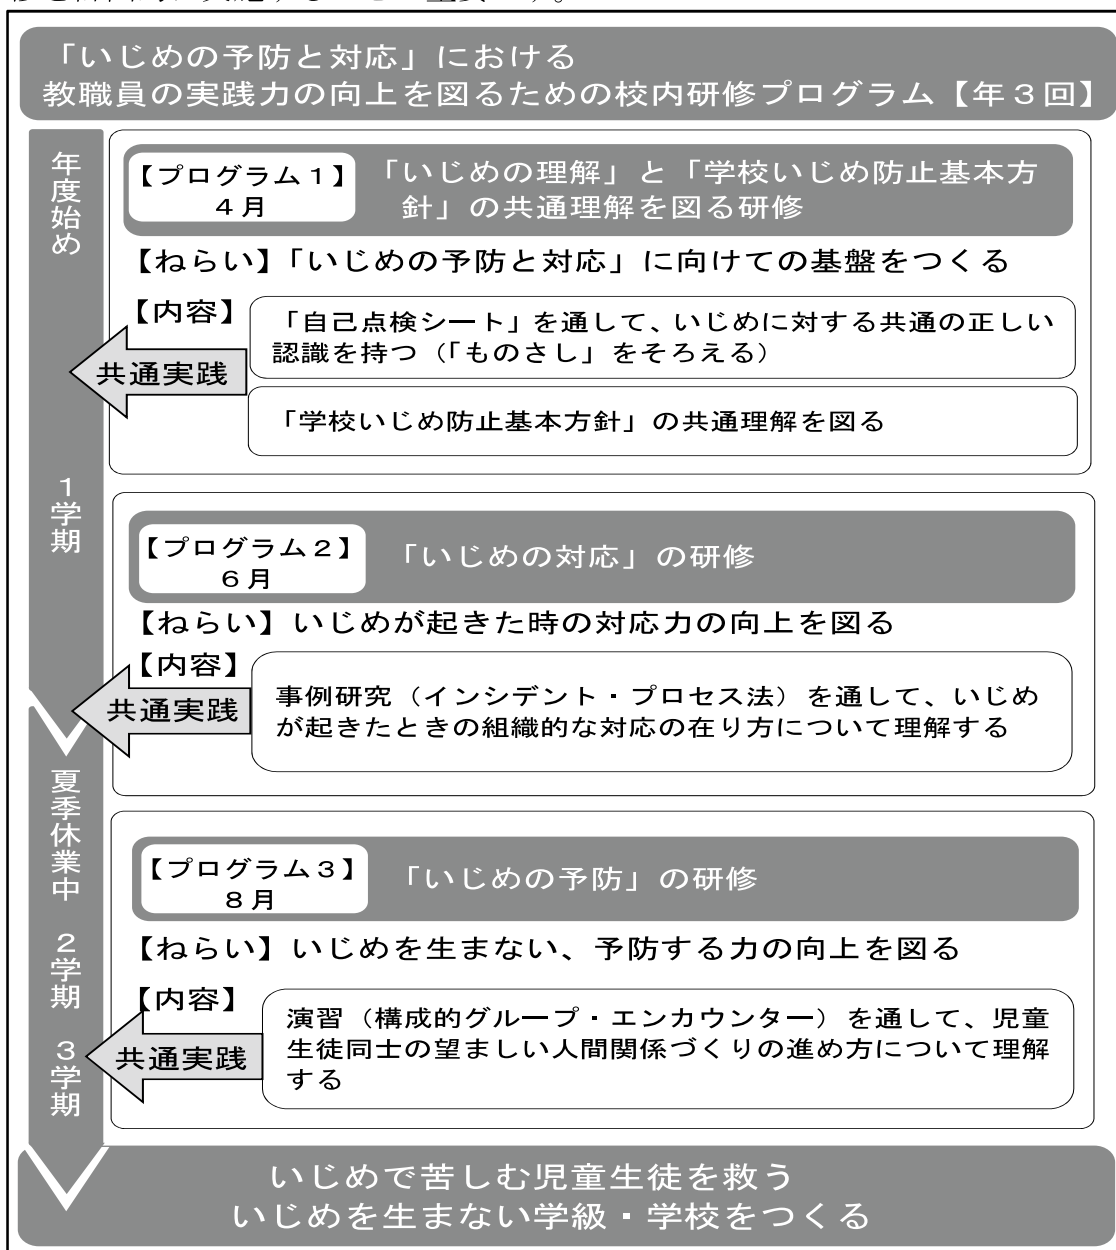 「いじめの予防と対応」における
教職員の実践力の向上を図るための校内研修プログラム【年３回】
年度始め
１学期
【プログラム１】
４月
「いじめの理解」と「学校いじめ防止基本方
針」の共通理解を図る研修
【ねらい】「いじめの予防と対応」に向けての基盤をつくる
【内容】
「自己点検シート」を通して、いじめに対する共通の正しい
認識を持つ（「ものさし」をそろえる）
共通実践
「学校いじめ防止基本方針」の共通理解を図る
【プログラム２】
６月
「いじめの対応」の研修
【ねらい】いじめが起きた時の対応力の向上を図る
【内容】
共通実践
事例研究（インシデント・プロセス法）を通して、いじめ
が起きたときの組織的な対応の在り方について理解する
夏季休業中
２学期
３学期
【プログラム３】
８月
「いじめの予防」の研修
【ねらい】いじめを生まない、予防する力の向上を図る
【内容】
共通実践
演習（構成的グループ・エンカウンター）を通して、児童
生徒同士の望ましい人間関係づくりの進め方について理解
する
いじめで苦しむ児童生徒を救う
いじめを生まない学級・学校をつくる